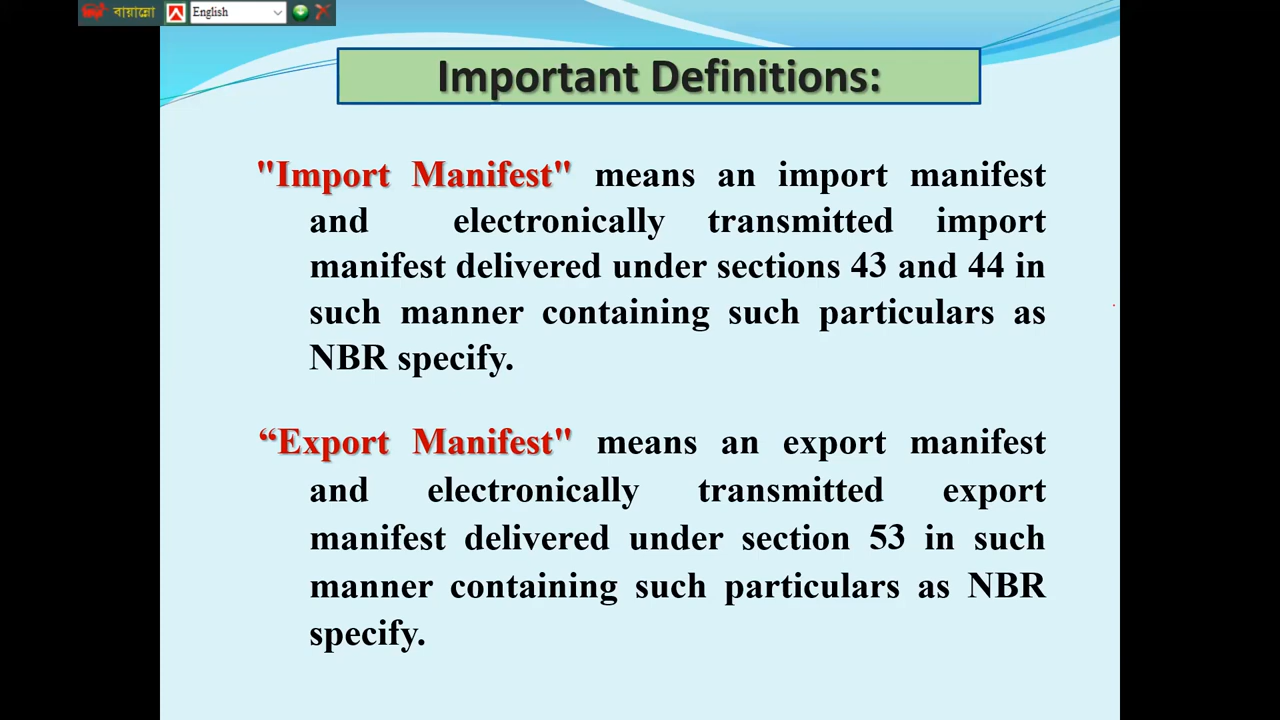 বায়ান্নো English
Important Definitions:
"Import Manifest" means an import manifest
and electronically transmitted import
manifest delivered under sections 43 and 44 in
such manner containing such particulars as
NBR specify.
“Export Manifest" means an export manifest
and electronically transmitted export
manifest delivered under section 53 in such
manner containing such particulars as NBR
specify.